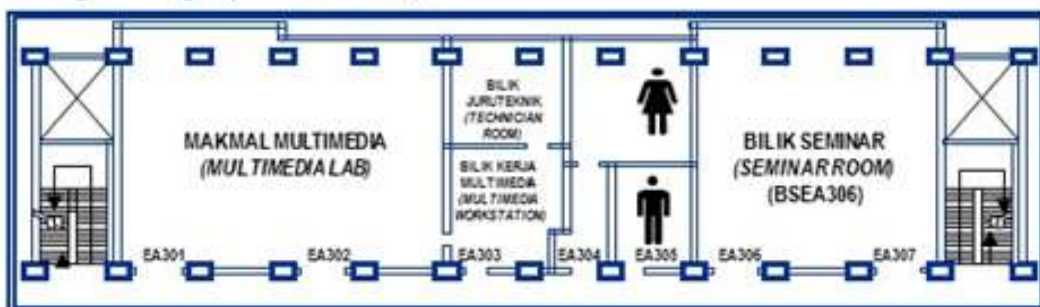 MAKMAL MULTIMEDIA
(MULTIMEDIA LAB)
BILIK
JURUTEKNIK
(TECHNICIAN
ROOM)
BILIK KERJA
MULTIMEDIA
(MULTIMEDIA
WORKSTATION)
BILIK SEMINAR
(SEMINAR ROOM)
(BSEA306)
EA301
EA302
EA303
EA304
EA305
EA306
EA307